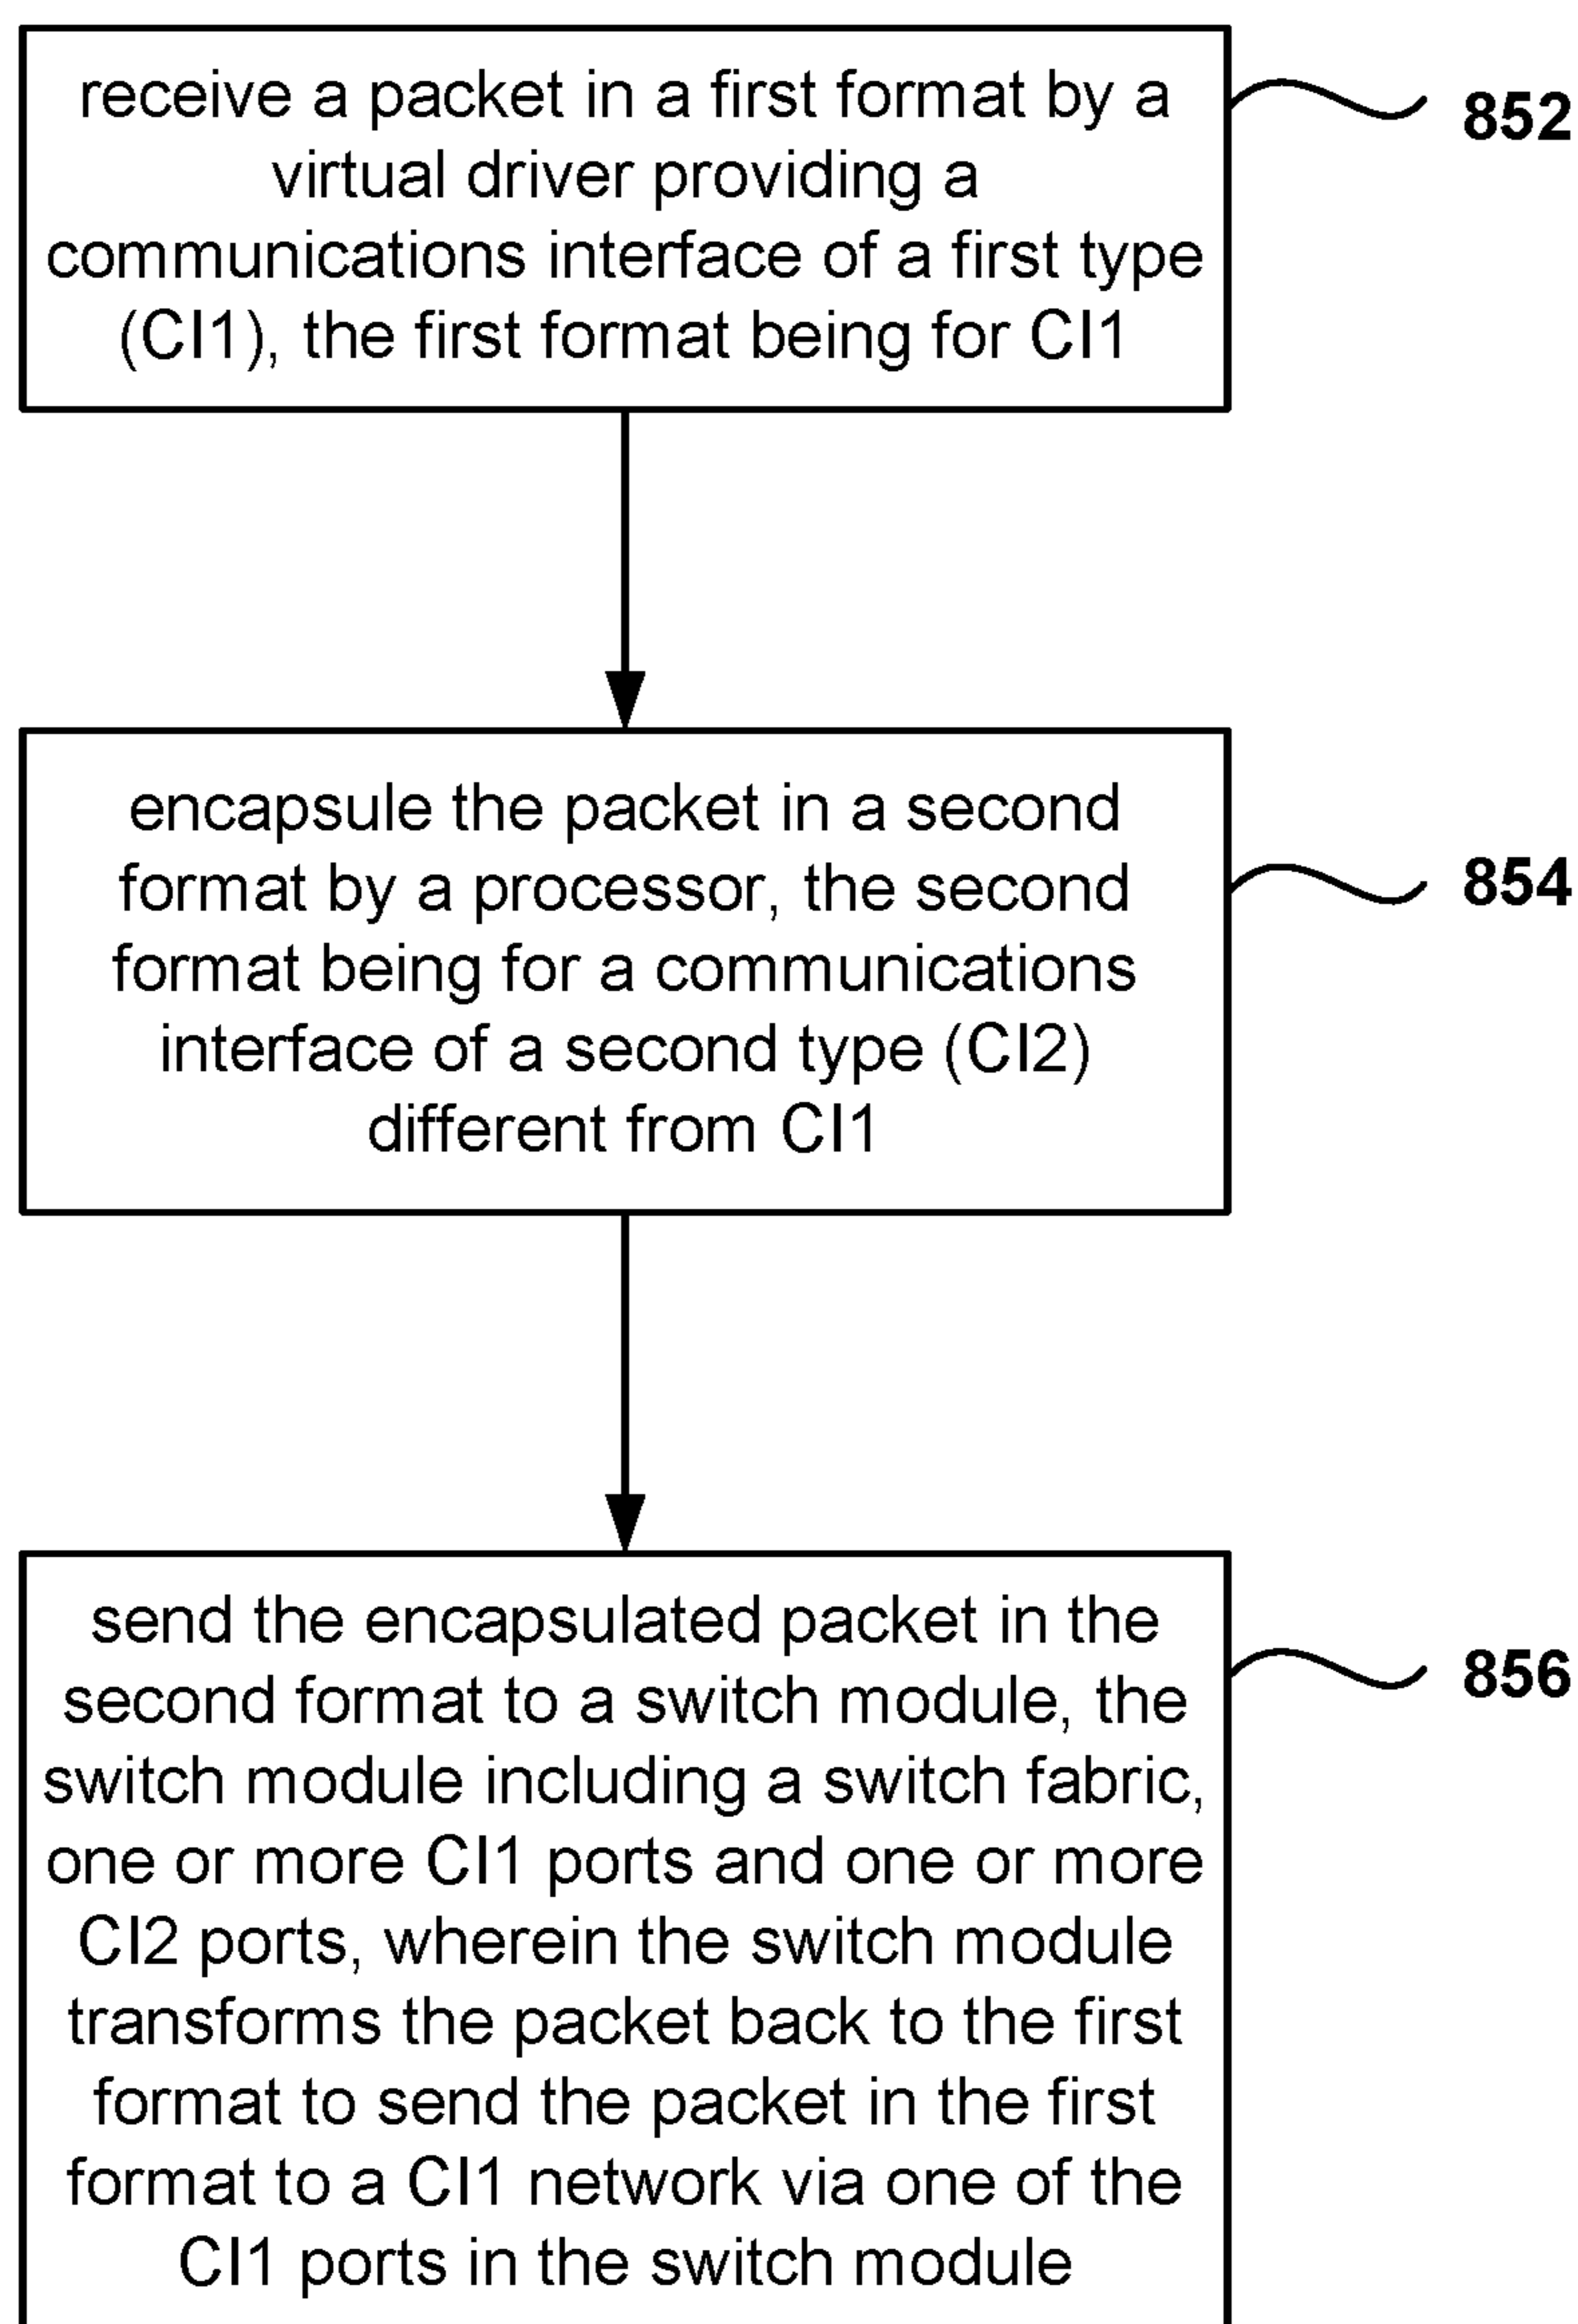 receive a packet in a first format by a
virtual driver providing a
communications interface of a first type
(CI1), the first format being for CI1
852
encapsule the packet in a second
format by a processor, the second
format being for a communications
interface of a second type (CI2)
different from CI1
854
send the encapsulated packet in the
second format to a switch module, the
switch module including a switch fabric,
one or more CI1 ports and one or more
CI2 ports, wherein the switch module
transforms the packet back to the first
format to send the packet in the first
format to a CI1 network via one of the
CI1 ports in the switch module
856